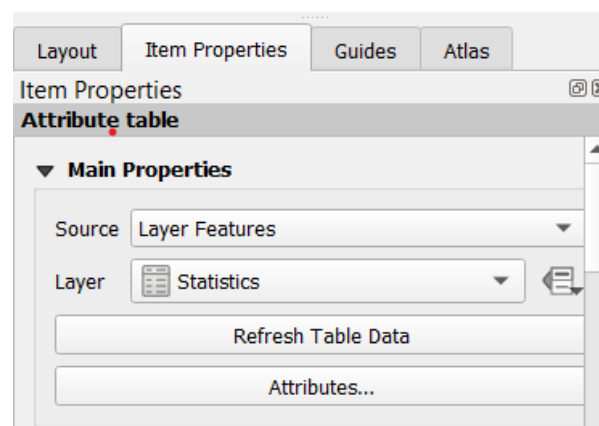 Layout Item Properties Guides Atlas
Item Properties
Attribute table
Main Properties
Source Layer Features
Layer Statistics
Refresh Table Data
Attributes...